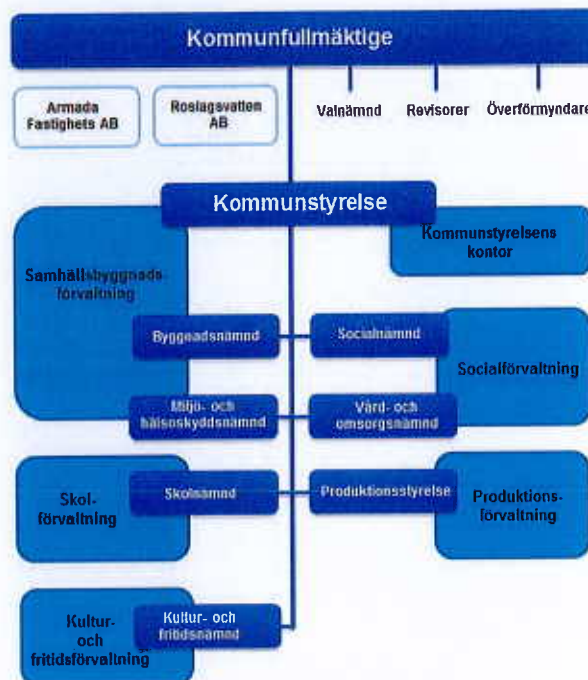 Kommunfullmäktige
Armada
Fastighets AB
Roslagsvatten
AB
Valnämnd
Revisorer
Överförmyndare
Kommunstyrelse
Kommunstyrelsens
kontor
Samhällsbyggnads-
förvaltning
Byggnadsnämnd
Socialnämnd
Socialförvaltning
Miljö- och
hälsoskyddsnämnd
Vård- och
omsorgsnämnd
Skol-
förvaltning
Skolnämnd
Produktionsstyrelse
Produktions-
förvaltning
Kultur-
och
fritidsförvaltning
Kultur- och
fritidsnämnd